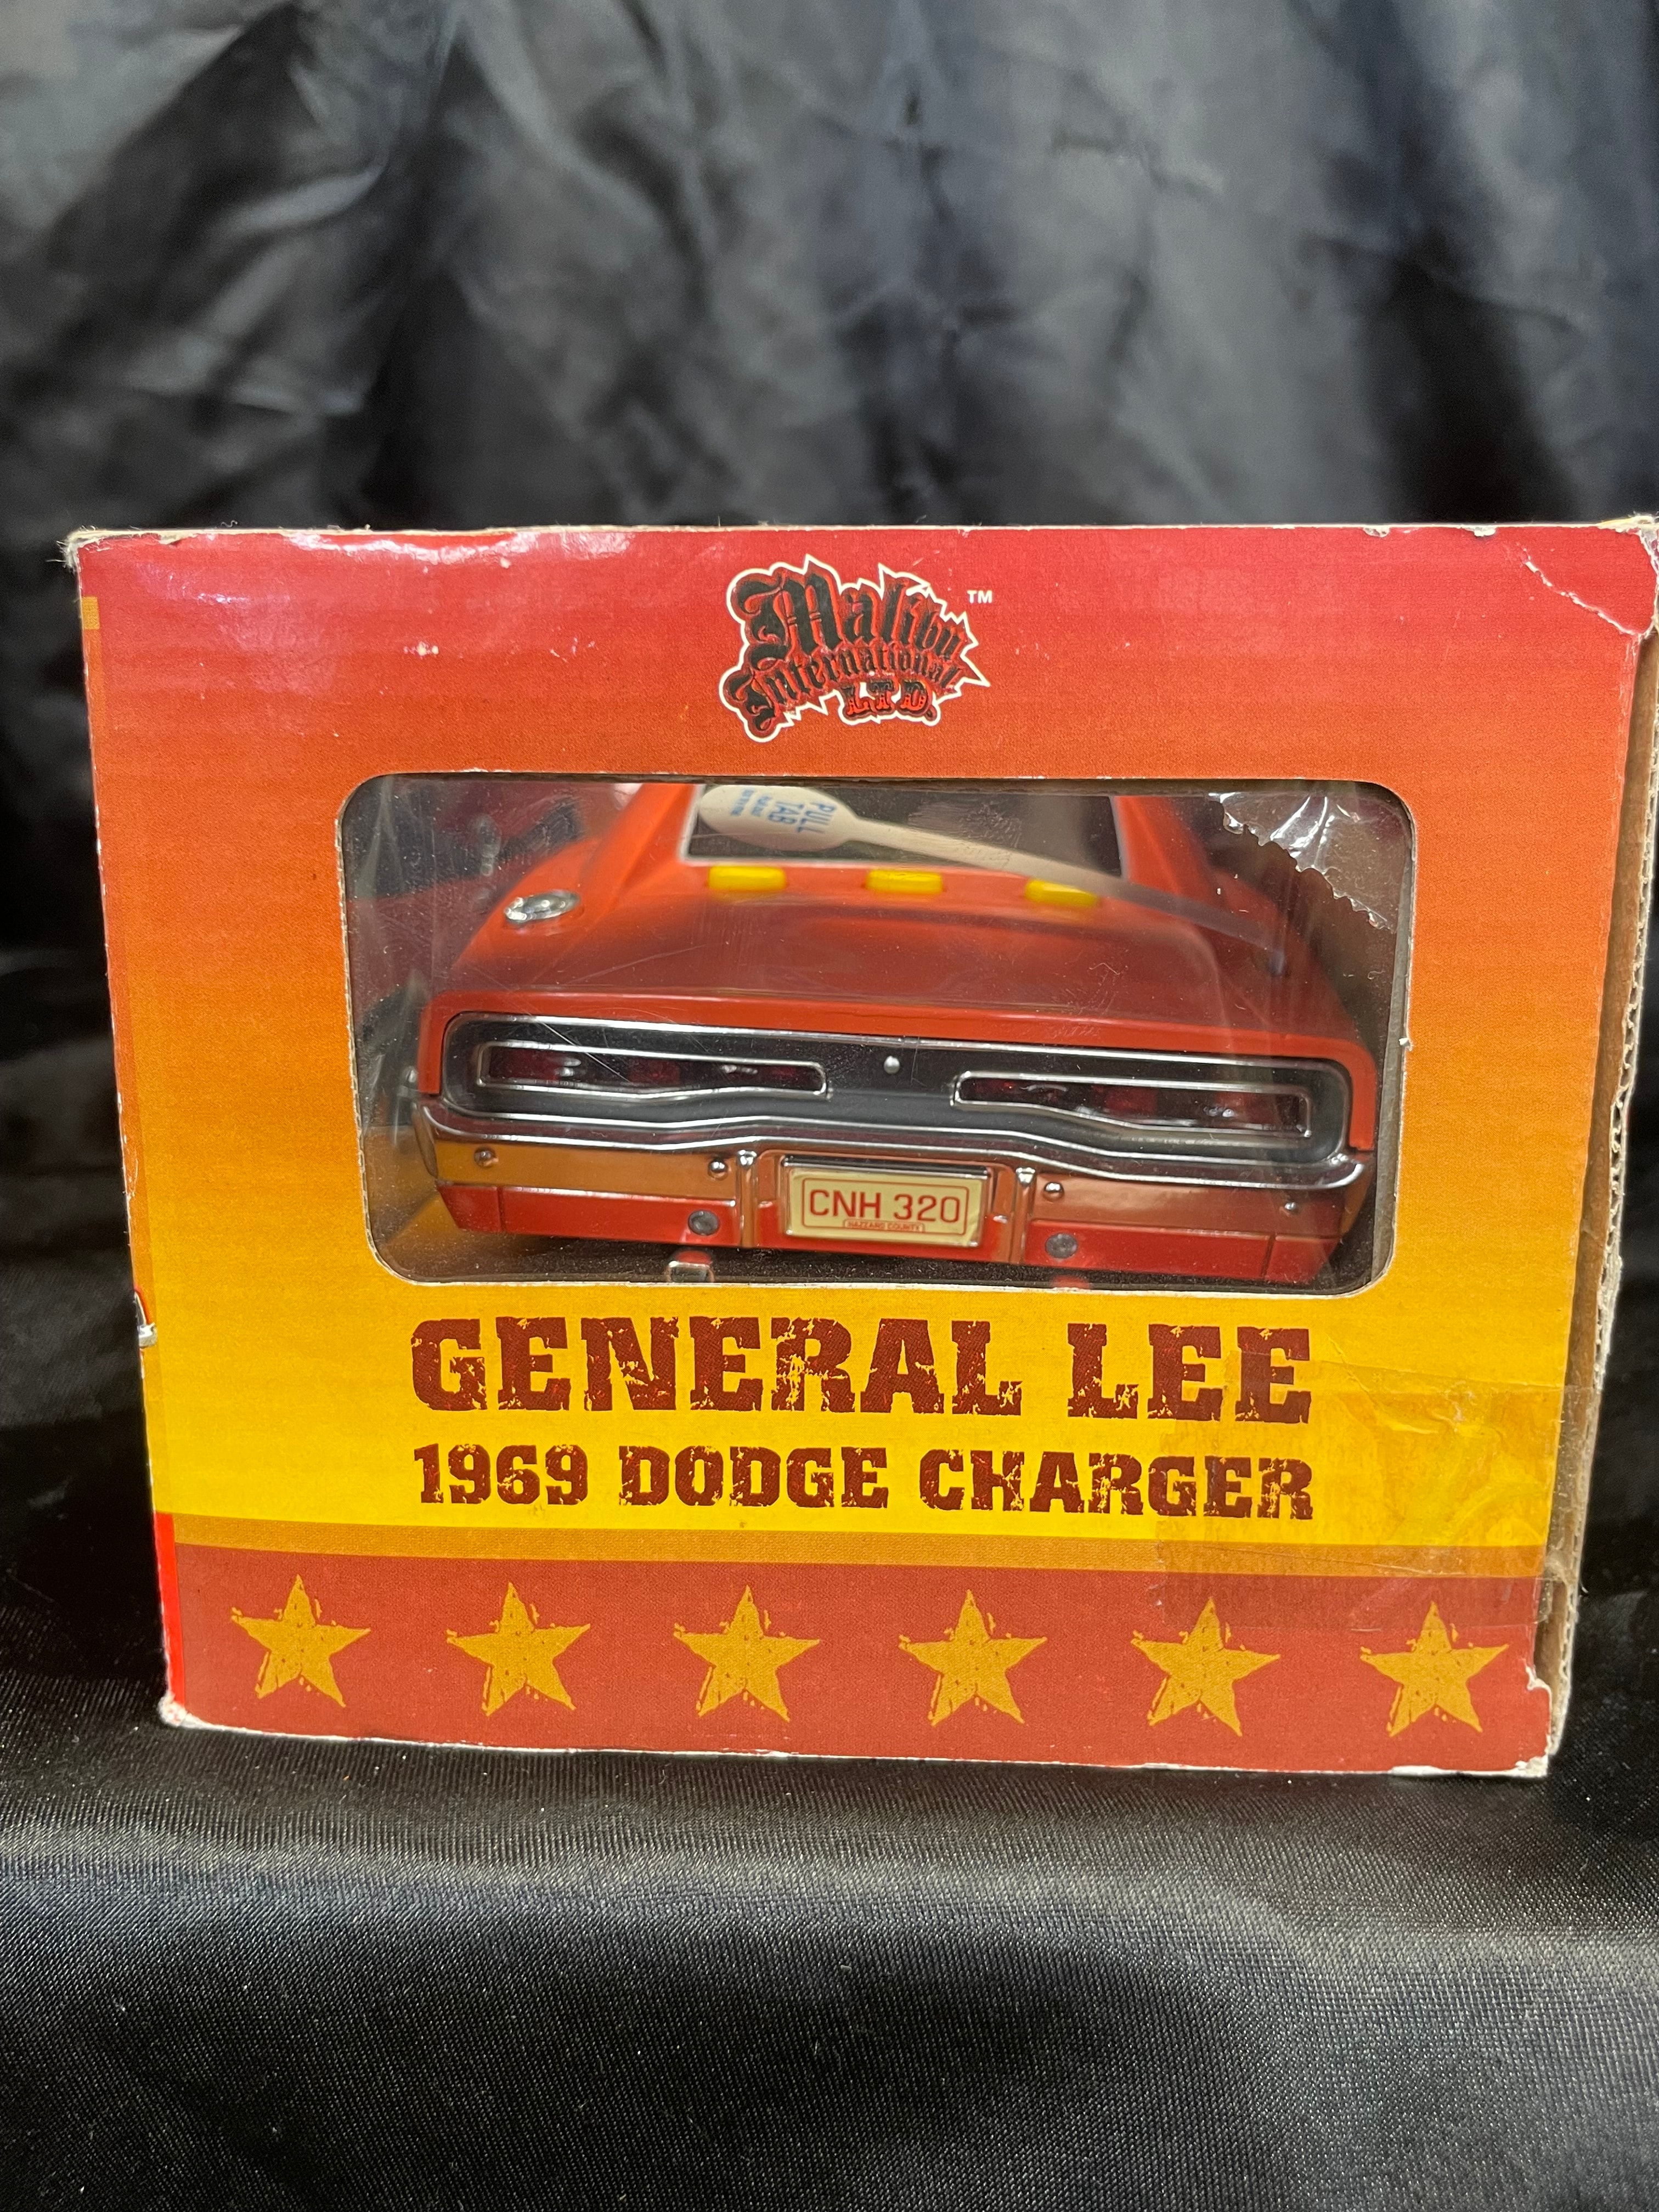 Malibu
International
LTD.
TM
PULL
TAB
CNH 320
HAZZARD COUNTY
GENERAL LEE
1969 DODGE CHARGER